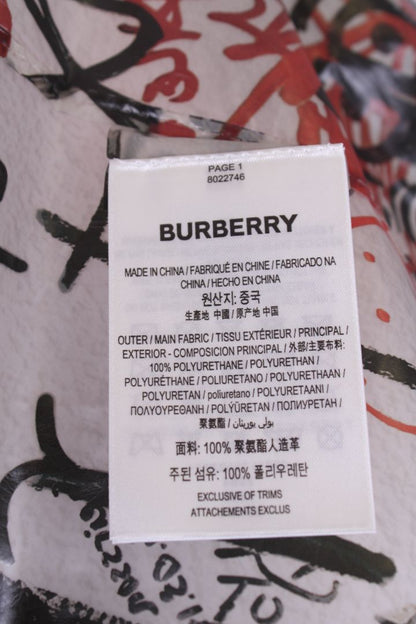 PAGE 1
8022746
BURBERRY
MADE IN CHINA / FABRIQUÉ EN CHINE / FABRICADO NA
CHINA / HECHO EN CHINA
원산지: 중국
生產地 中國 / 原产地 中国
OUTER / MAIN FABRIC / TISSU EXTÉRIEUR / PRINCIPAL /
EXTERIOR - COMPOSICION PRINCIPAL / 外部/主要布料:
100% POLYURETHANE / POLYURETHAN /
POLYURÉTHANE / POLIURETANO / POLYURETHAAN /
POLYURETAN / poliuretano / POLYURETAANI /
ΠΟΛΥΟΥΡΕΘΑΝΗ / POLÝÚRETAN / ПОЛИУРЕТАН /
聚氨酯 / بولي يوريتان
面料: 100% 聚氨酯人造革
주된 섬유: 100% 폴리우레탄
EXCLUSIVE OF TRIMS
ATTACHEMENTS EXCLUS